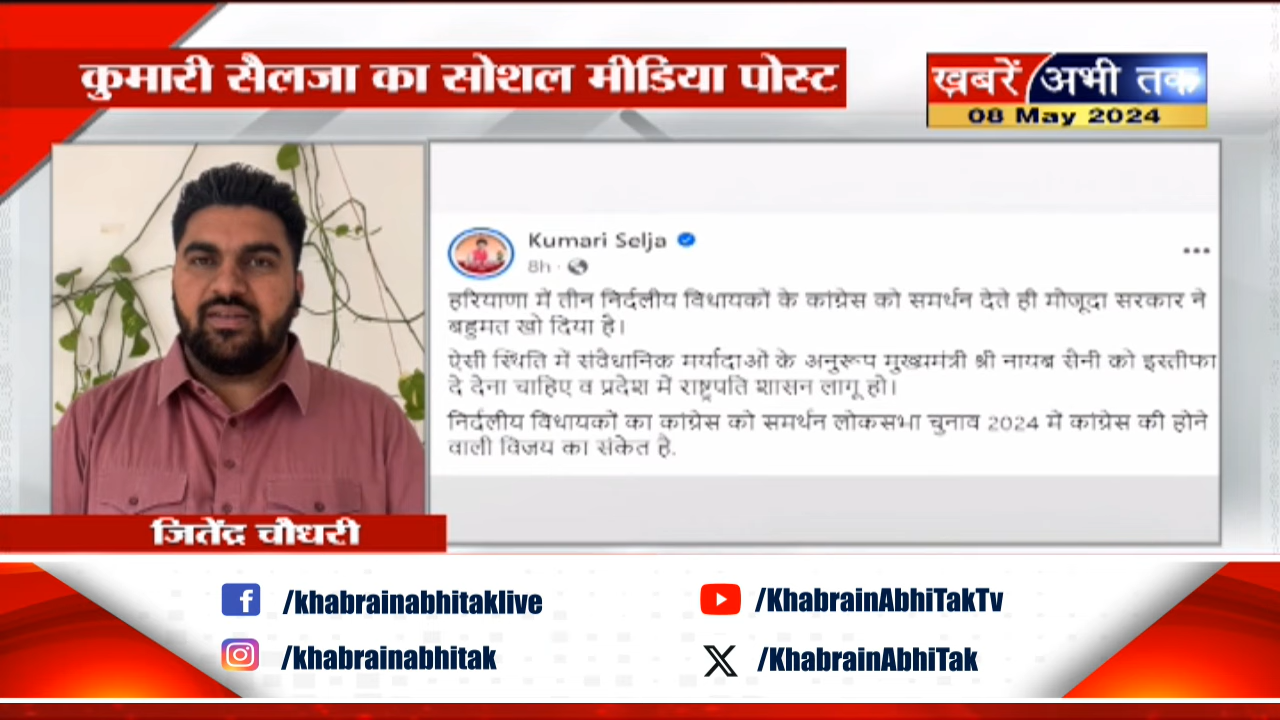 कुमारी सैलजा का सोशल मीडिया पोस्ट
ख़बरें अभी तक
08 May 2024
Kumari Selja
8h ·
हरियाणा में तीन निर्दलीय विधायकों के कांग्रेस को समर्थन देते ही मौजूदा सरकार ने
बहुमत खो दिया है।
ऐसी स्थिति में संवैधानिक मर्यादाओं के अनुरूप मुख्यमंत्री श्री नायब सैनी को इस्तीफा
दे देना चाहिए व प्रदेश में राष्ट्रपति शासन लागू हो।
निर्दलीय विधायकों का कांग्रेस को समर्थन लोकसभा चुनाव 2024 में कांग्रेस की होने
वाली विजय का संकेत है.
जितेंद्र चौधरी
/khabrainabhitaklive
/KhabrainAbhiTakTv
/khabrainabhitak
/KhabrainAbhiTak